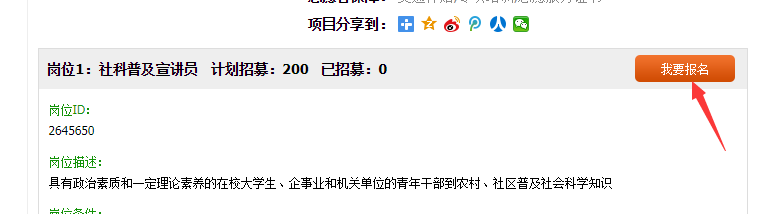 项目分享到：
岗位1：社科普及宣讲员 计划招募：200 已招募：0
我要报名
岗位ID：
2645650
岗位描述：
具有政治素质和一定理论素养的在校大学生、企事业和机关单位的青年干部到农村、社区普及社会科学知识
岗位条件：